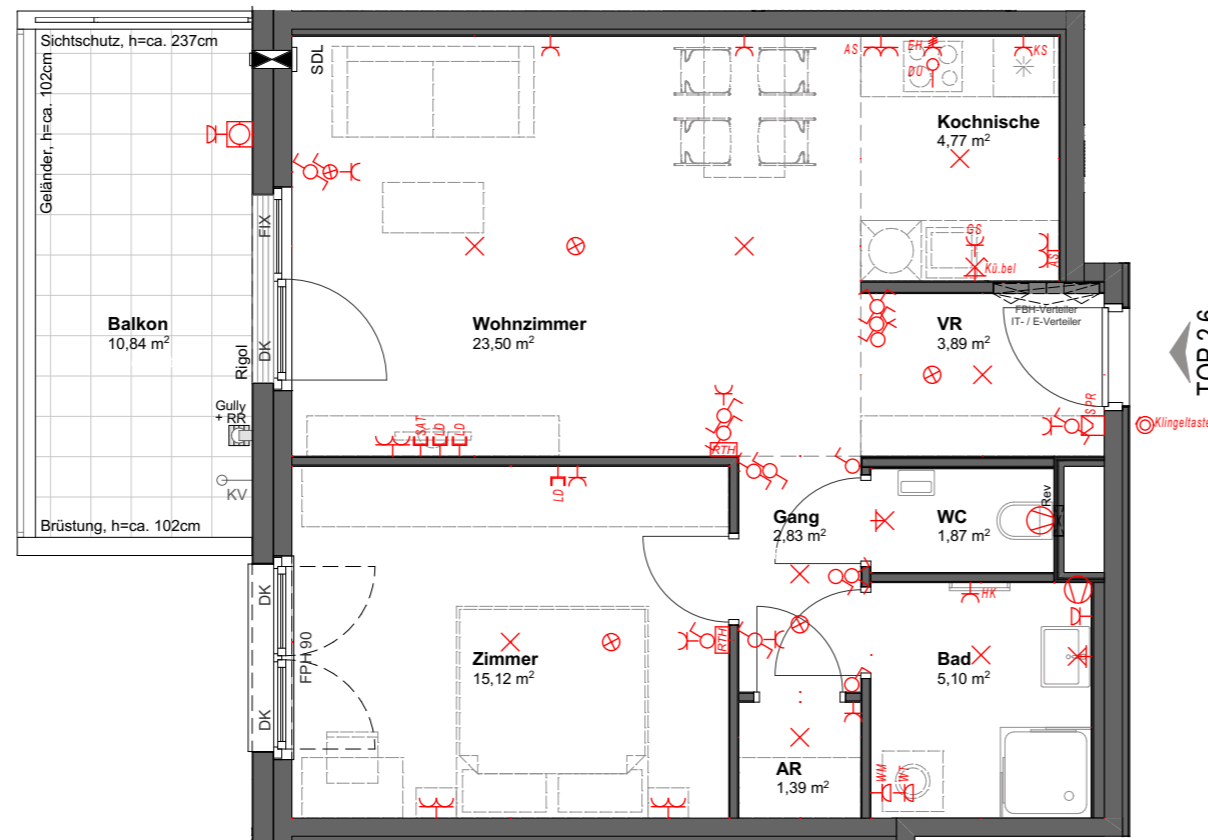 Sichtschutz, h=ca. 237cm
Geländer, h=ca. 102cm
SDL
AS
EH
DU
KS
Kochnische
4,77 m²
GS
Kü.bel
AST
FIX
DK
Balkon
10,84 m²
Rigol
Wohnzimmer
23,50 m²
FBH-Verteiler
IT- / E-Verteiler
VR
3,89 m²
TOP 2.6
SPR
Klingeltaster
Gully
+ RR
SAT
LD
LD
RTH
KV
LD
Brüstung, h=ca. 102cm
Gang
2,83 m²
WC
1,87 m²
Rev
DK
FPH 90
DK
HK
RTH
Zimmer
15,12 m²
Bad
5,10 m²
AR
1,39 m²
WM
WT